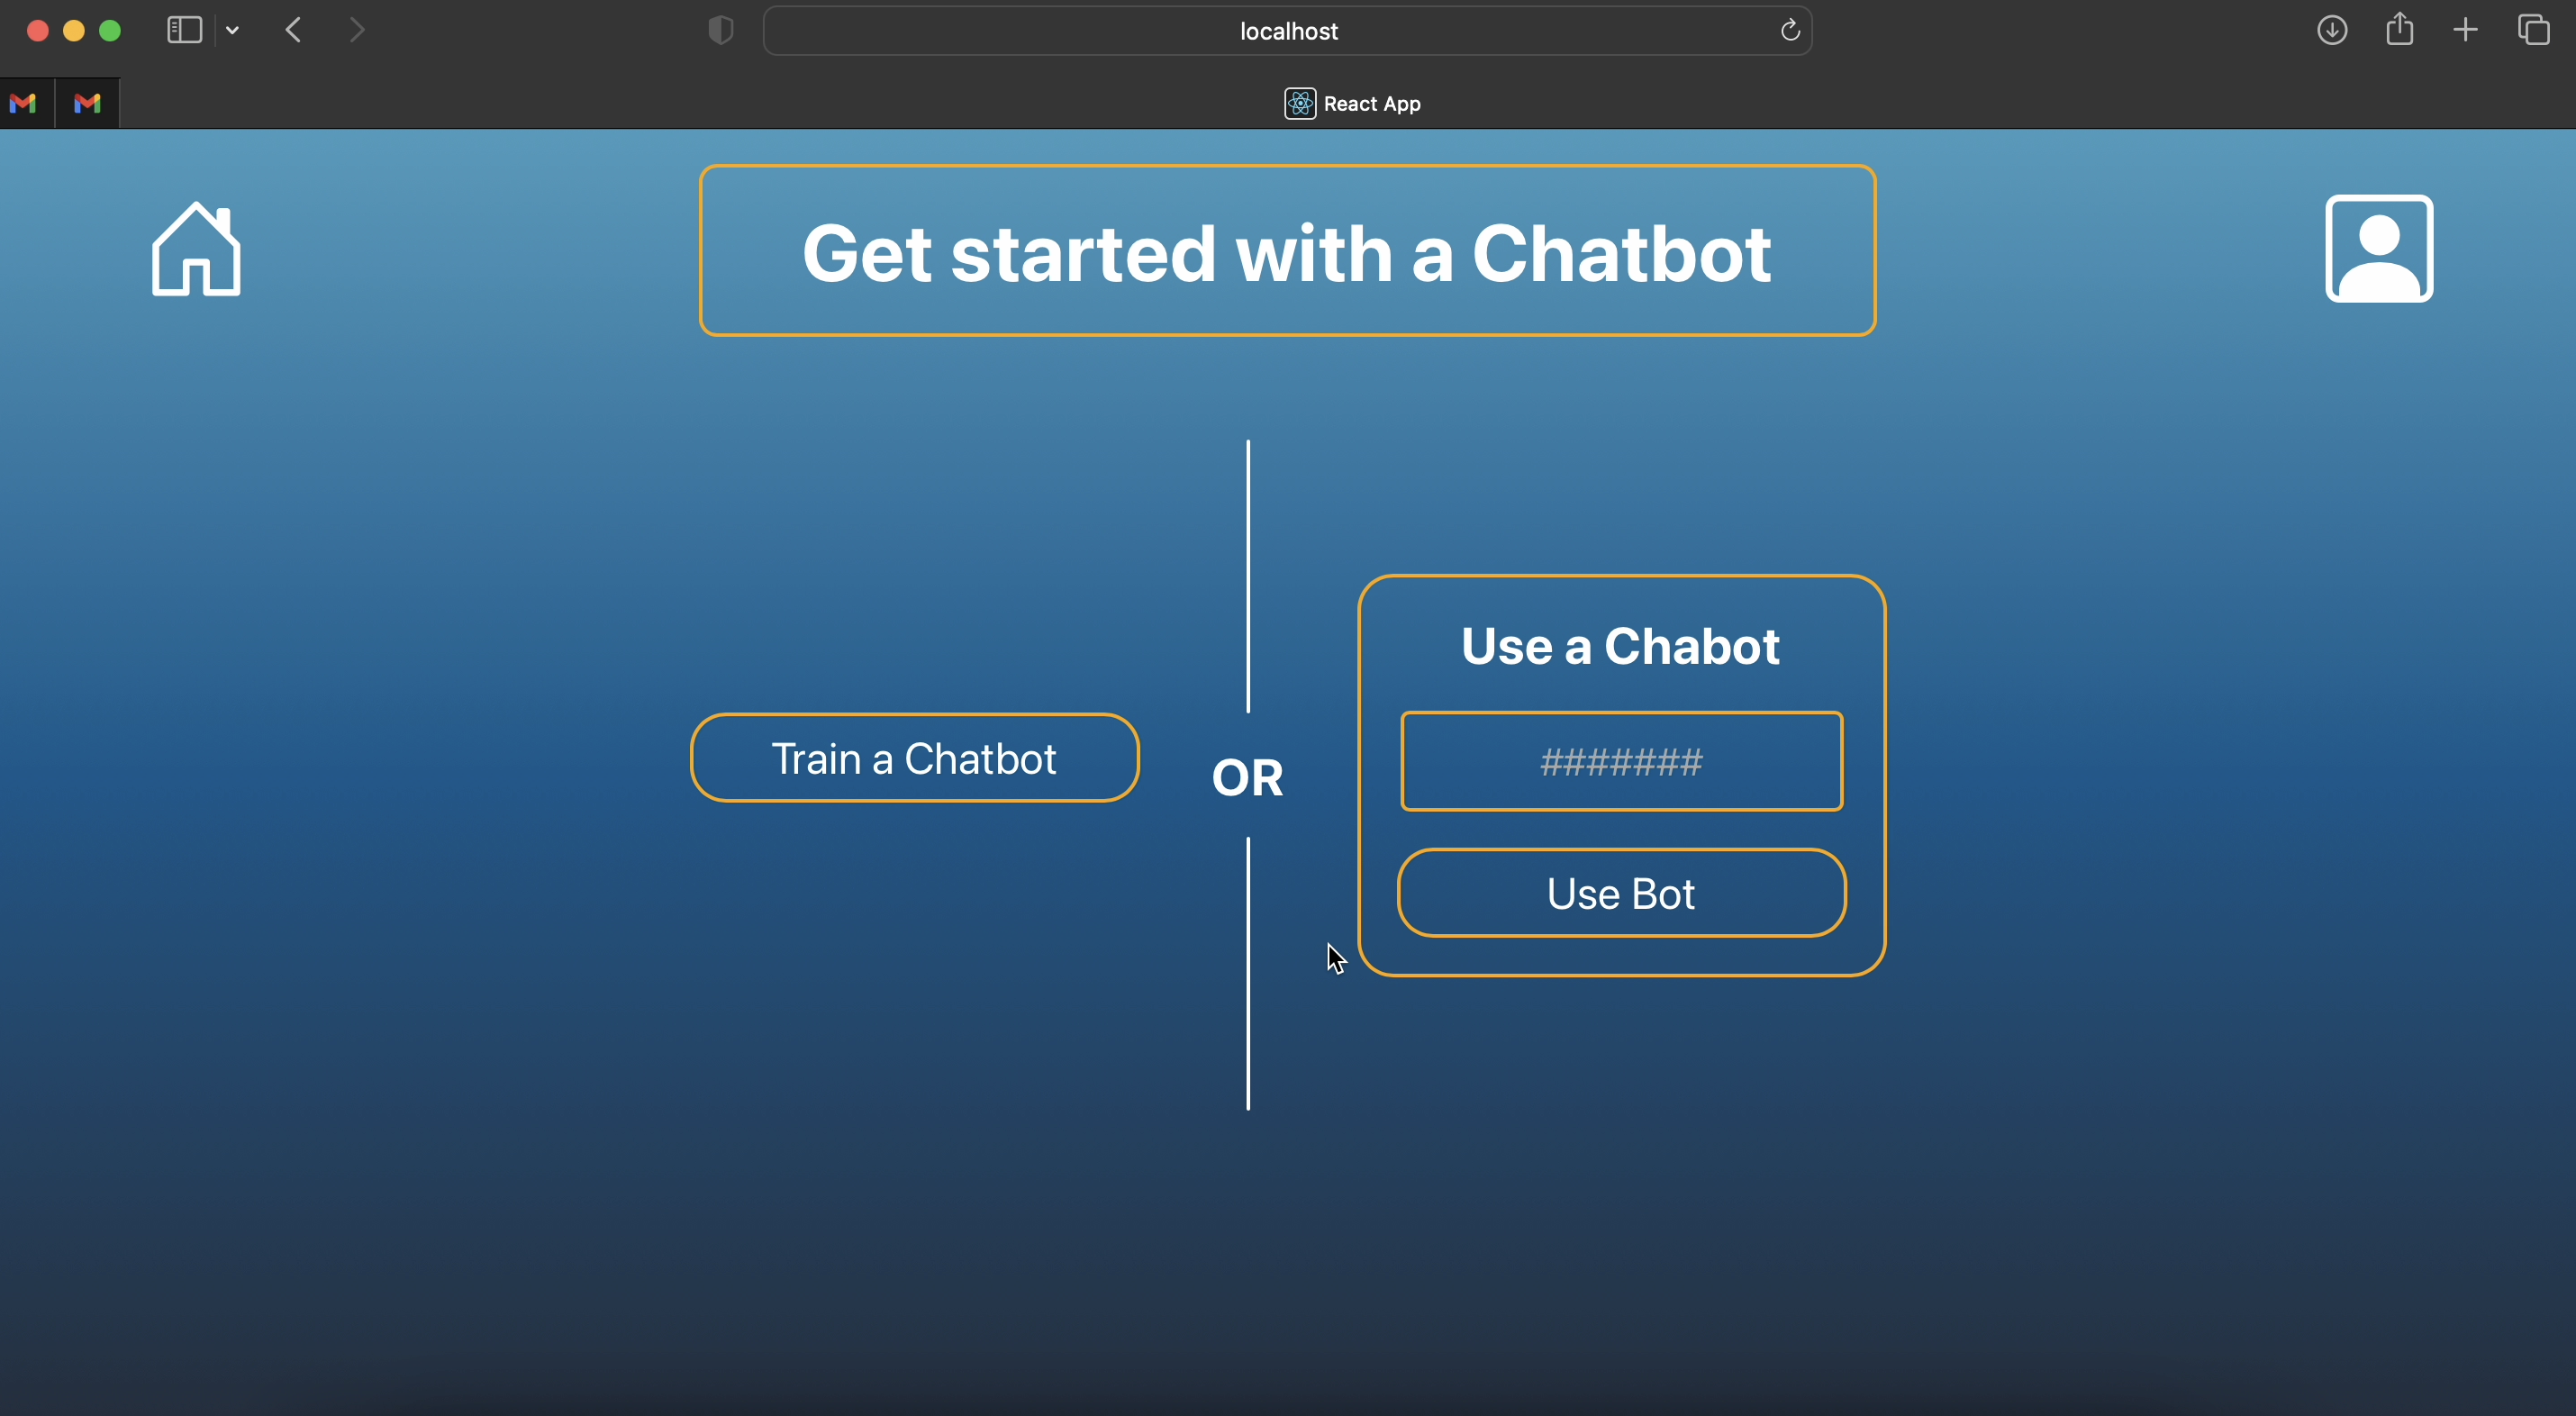 localhost
React App
Get started with a Chatbot
Use a Chabot
Train a Chatbot
OR
#######
Use Bot